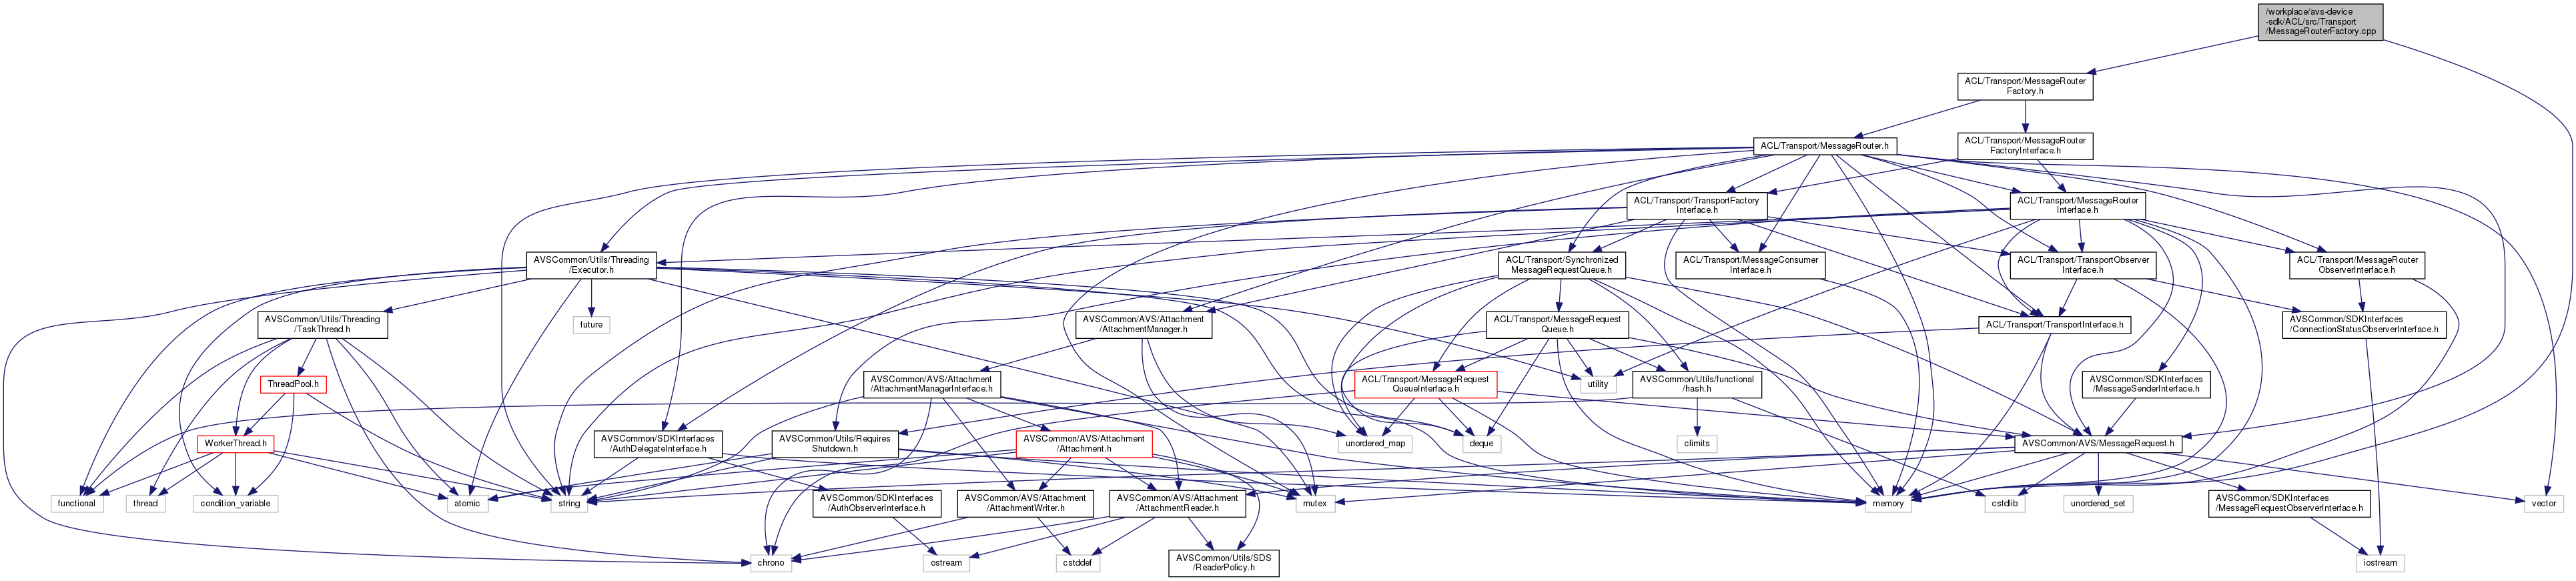 /workplace/avs-device
-sdk/ACL/src/Transport
/MessageRouterFactory.cpp
ACL/Transport/MessageRouter
Factory.h
ACL/Transport/MessageRouter.h
ACL/Transport/MessageRouter
FactoryInterface.h
ACL/Transport/TransportFactory
Interface.h
ACL/Transport/MessageRouter
Interface.h
AVSCommon/Utils/Threading
/Executor.h
ACL/Transport/Synchronized
MessageRequestQueue.h
ACL/Transport/MessageConsumer
Interface.h
ACL/Transport/TransportObserver
Interface.h
ACL/Transport/MessageRouter
ObserverInterface.h
AVSCommon/Utils/Threading
/TaskThread.h
future
AVSCommon/AVS/Attachment
/AttachmentManager.h
ACL/Transport/MessageRequest
Queue.h
ACL/Transport/TransportInterface.h
AVSCommon/SDKInterfaces
/ConnectionStatusObserverInterface.h
ThreadPool.h
AVSCommon/AVS/Attachment
/AttachmentManagerInterface.h
ACL/Transport/MessageRequest
QueueInterface.h
utility
AVSCommon/Utils/functional
/hash.h
AVSCommon/SDKInterfaces
/MessageSenderInterface.h
WorkerThread.h
AVSCommon/SDKInterfaces
/AuthDelegateInterface.h
AVSCommon/Utils/Requires
Shutdown.h
AVSCommon/AVS/Attachment
/Attachment.h
unordered_map
deque
climits
AVSCommon/AVS/MessageRequest.h
functional
thread
condition_variable
atomic
string
AVSCommon/SDKInterfaces
/AuthObserverInterface.h
AVSCommon/AVS/Attachment
/AttachmentWriter.h
AVSCommon/AVS/Attachment
/AttachmentReader.h
mutex
memory
cstdlib
unordered_set
AVSCommon/SDKInterfaces
/MessageRequestObserverInterface.h
vector
chrono
ostream
cstddef
AVSCommon/Utils/SDS
/ReaderPolicy.h
iostream